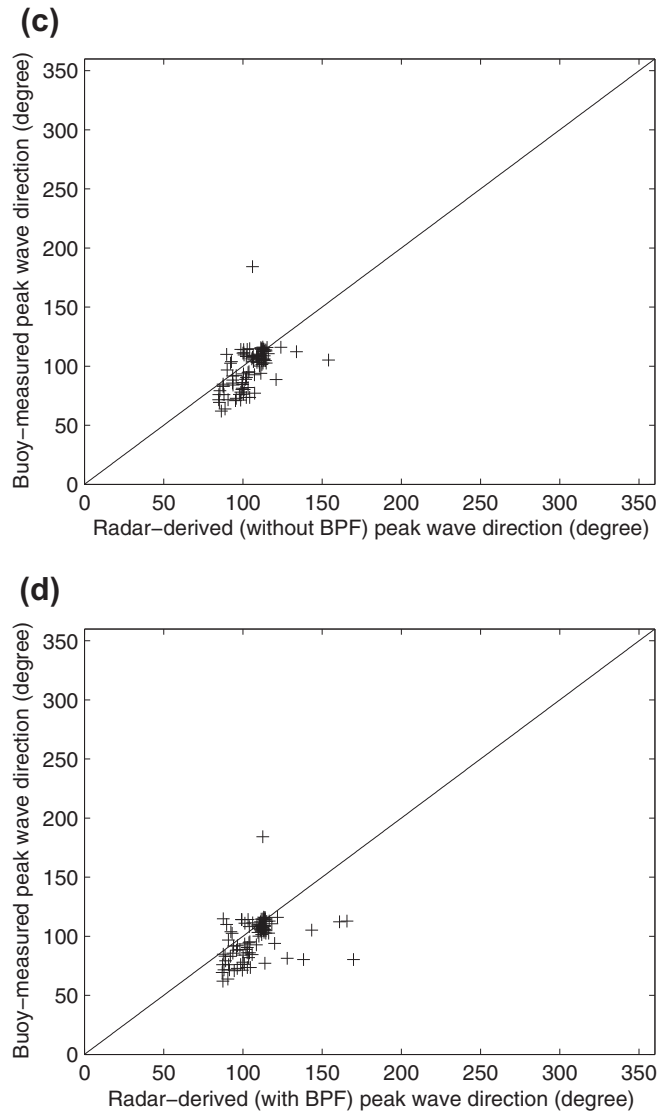 (c)
350
300
250
200
150
100
50
0
Buoy−measured peak wave direction (degree)
0 50 100 150 200 250 300 350
Radar−derived (without BPF) peak wave direction (degree)
(d)
350
300
250
200
150
100
50
0
Buoy−measured peak wave direction (degree)
0 50 100 150 200 250 300 350
Radar−derived (with BPF) peak wave direction (degree)